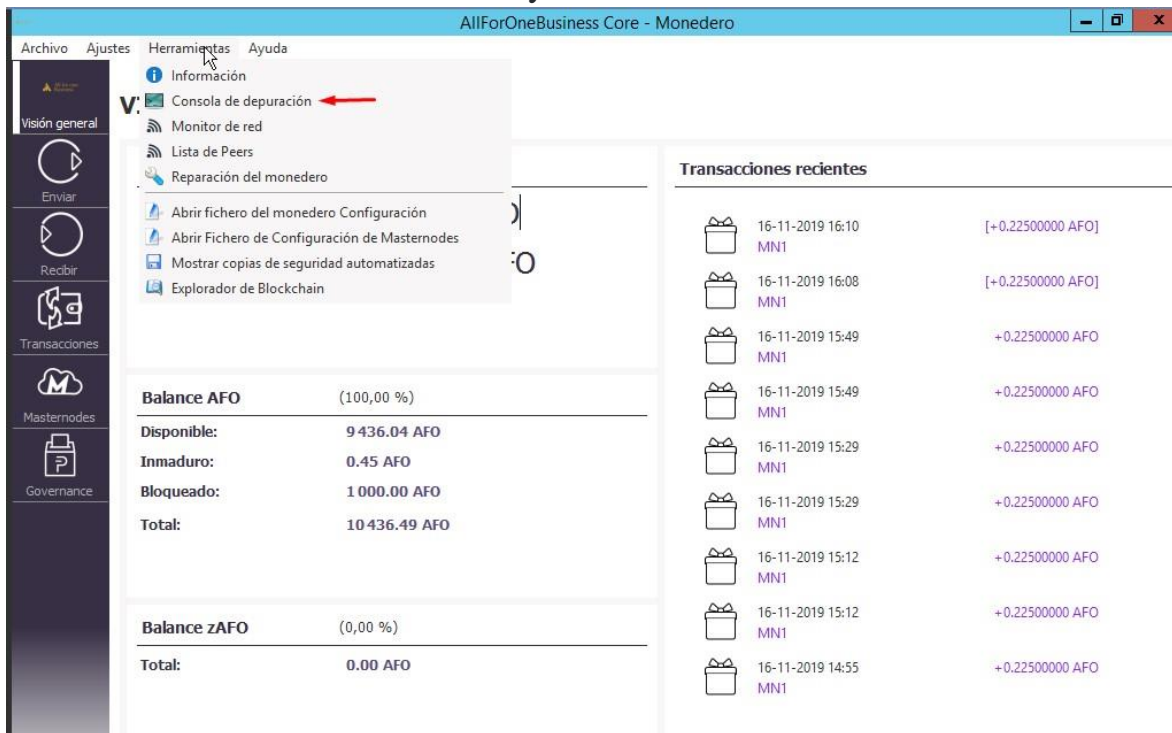 AllForOneBusiness Core - Monedero
Archivo Ajustes Herramientas Ayuda
Información
Consola de depuración
Monitor de red
Lista de Peers
Reparación del monedero
Abrir fichero del monedero Configuración
Abrir Fichero de Configuración de Masternodes
Mostrar copias de seguridad automatizadas
Explorador de Blockchain
Visión general
Enviar
Recibir
Transacciones
Masternodes
Governance
Balance AFO (100,00 %)
Disponible: 9 436.04 AFO
Inmaduro: 0.45 AFO
Bloqueado: 1 000.00 AFO
Total: 10 436.49 AFO
Balance zAFO (0,00 %)
Total: 0.00 AFO
Transacciones recientes
16-11-2019 16:10 [+0.22500000 AFO]
MN1
16-11-2019 16:08 [+0.22500000 AFO]
MN1
16-11-2019 15:49 +0.22500000 AFO
MN1
16-11-2019 15:49 +0.22500000 AFO
MN1
16-11-2019 15:29 +0.22500000 AFO
MN1
16-11-2019 15:29 +0.22500000 AFO
MN1
16-11-2019 15:12 +0.22500000 AFO
MN1
16-11-2019 15:12 +0.22500000 AFO
MN1
16-11-2019 14:55 +0.22500000 AFO
MN1